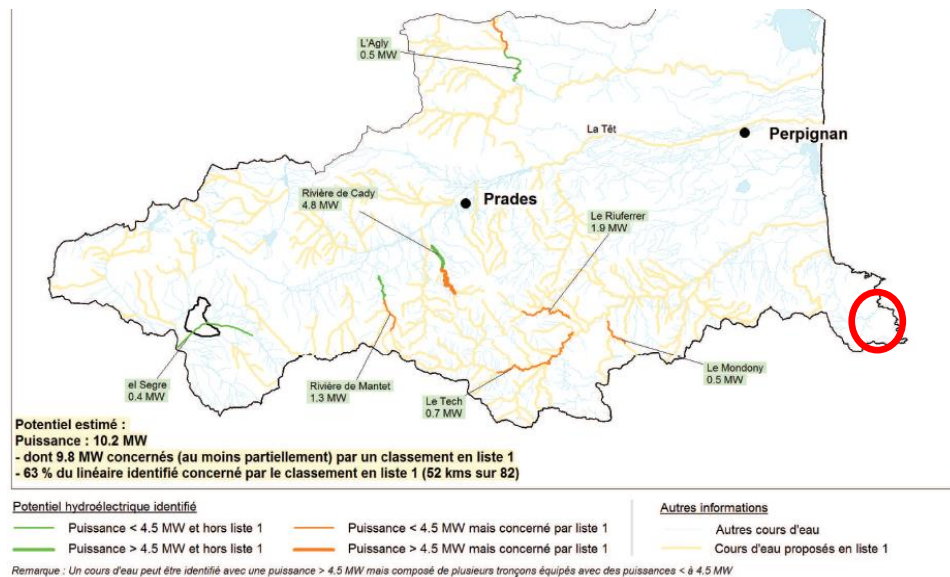 L'Agly
0.5 MW
La Têt
Perpignan
Rivière de Cady
4.8 MW
Prades
Le Riuferrer
1.9 MW
el Segre
0.4 MW
Rivière de Mantet
1.3 MW
Le Tech
0.7 MW
Le Mondony
0.5 MW
Potentiel estimé :
Puissance : 10.2 MW
- dont 9.8 MW concernés (au moins partiellement) par un classement en liste 1
- 63 % du linéaire identifié concerné par le classement en liste 1 (52 kms sur 82)
Potentiel hydroélectrique identifié
Puissance < 4.5 MW et hors liste 1
Puissance > 4.5 MW et hors liste 1
Puissance < 4.5 MW mais concerné par liste 1
Puissance > 4.5 MW mais concerné par liste 1
Autres informations
Autres cours d'eau
Cours d'eau proposés en liste 1
Remarque : Un cours d'eau peut être identifié avec une puissance > 4.5 MW mais composé de plusieurs tronçons équipés avec des puissances < à 4.5 MW